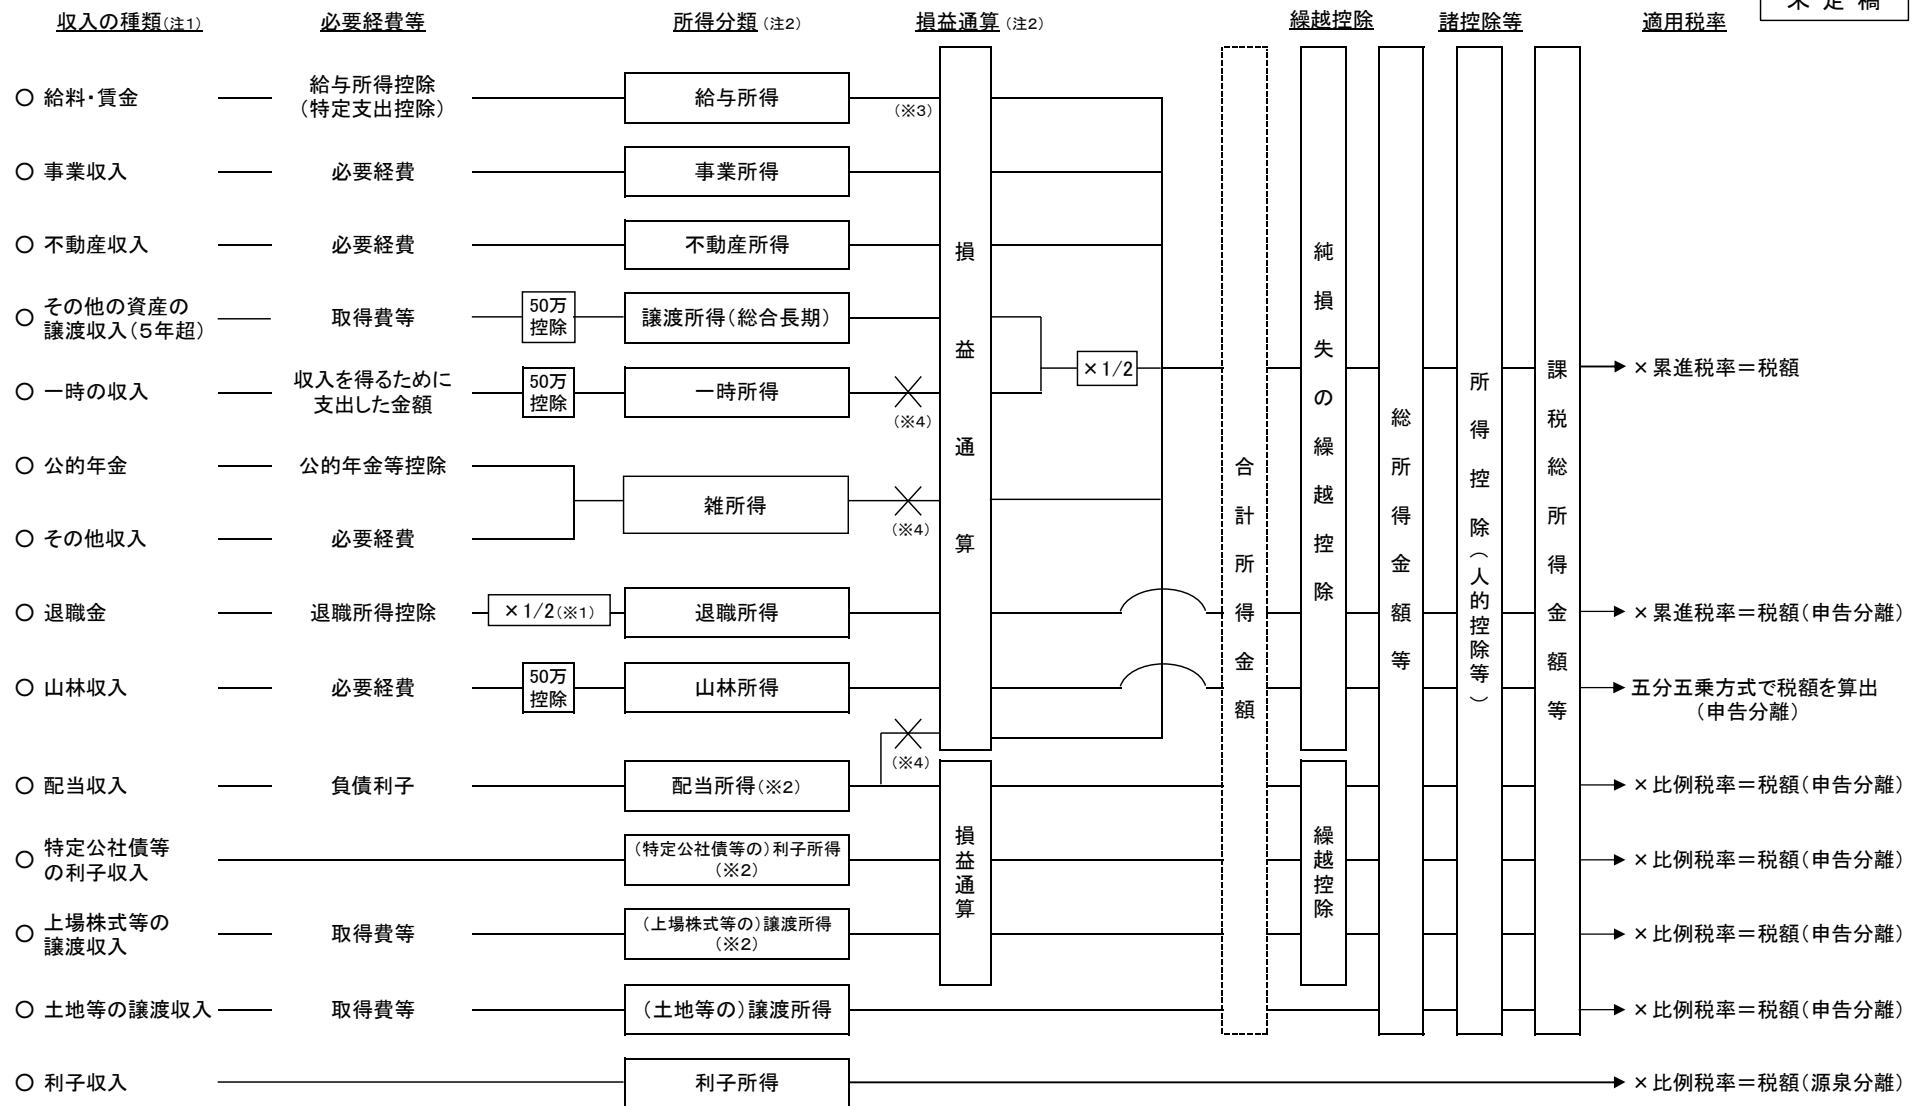 未定稿
収入の種類(注1) 必要経費等 所得分類(注2) 損益通算(注2) 繰越控除 諸控除等 適用税率
○ 給料・賃金 給与所得控除
(特定支出控除) 給与所得 (※3)
○ 事業収入 必要経費 事業所得
○ 不動産収入 必要経費 不動産所得
○ その他の資産の
譲渡収入(5年超) 取得費等 50万
控除 譲渡所得(総合長期)
○ 一時の収入 収入を得るために
支出した金額 50万
控除 一時所得 (※4)
×1/2
×累進税率=税額
○ 公的年金 公的年金等控除
雑所得 (※4)
○ その他収入 必要経費
○ 退職金 退職所得控除 ×1/2(※1) 退職所得 ×累進税率=税額(申告分離)
○ 山林収入 必要経費 50万
控除 山林所得 五分五乗方式で税額を算出
(申告分離)
(※4)
○ 配当収入 負債利子 配当所得(※2) ×比例税率=税額(申告分離)
○ 特定公社債等
の利子収入 (特定公社債等の)利子所得
(※2) ×比例税率=税額(申告分離)
○ 上場株式等の
譲渡収入 取得費等 (上場株式等の)譲渡所得
(※2) ×比例税率=税額(申告分離)
○ 土地等の譲渡収入 取得費等 (土地等の)譲渡所得 ×比例税率=税額(申告分離)
○ 利子収入 利子所得 ×比例税率=税額(源泉分離)
損益通算
損益通算
合計所得金額
純損失の繰越控除
繰越控除
総所得金額等
所得控除(人的控除等)
課税総所得金額等